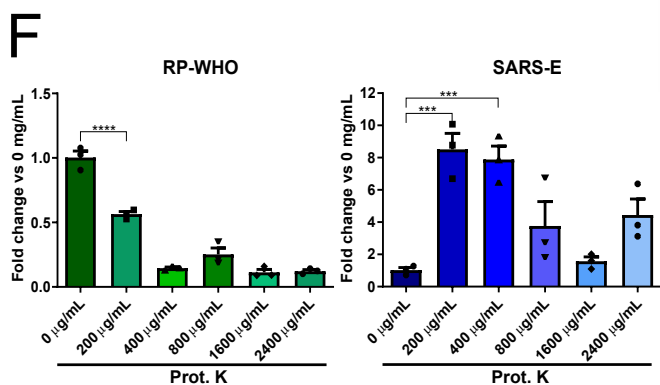 F
RP-WHO
Fold change vs 0 mg/mL
1.5
1.0
0.5
0.0
****
0 µg/mL
200 µg/mL
400 µg/mL
800 µg/mL
1600 µg/mL
2400 µg/mL
Prot. K
SARS-E
Fold change vs 0 mg/mL
12
10
8
6
4
2
0
***
***
0 µg/mL
200 µg/mL
400 µg/mL
800 µg/mL
1600 µg/mL
2400 µg/mL
Prot. K